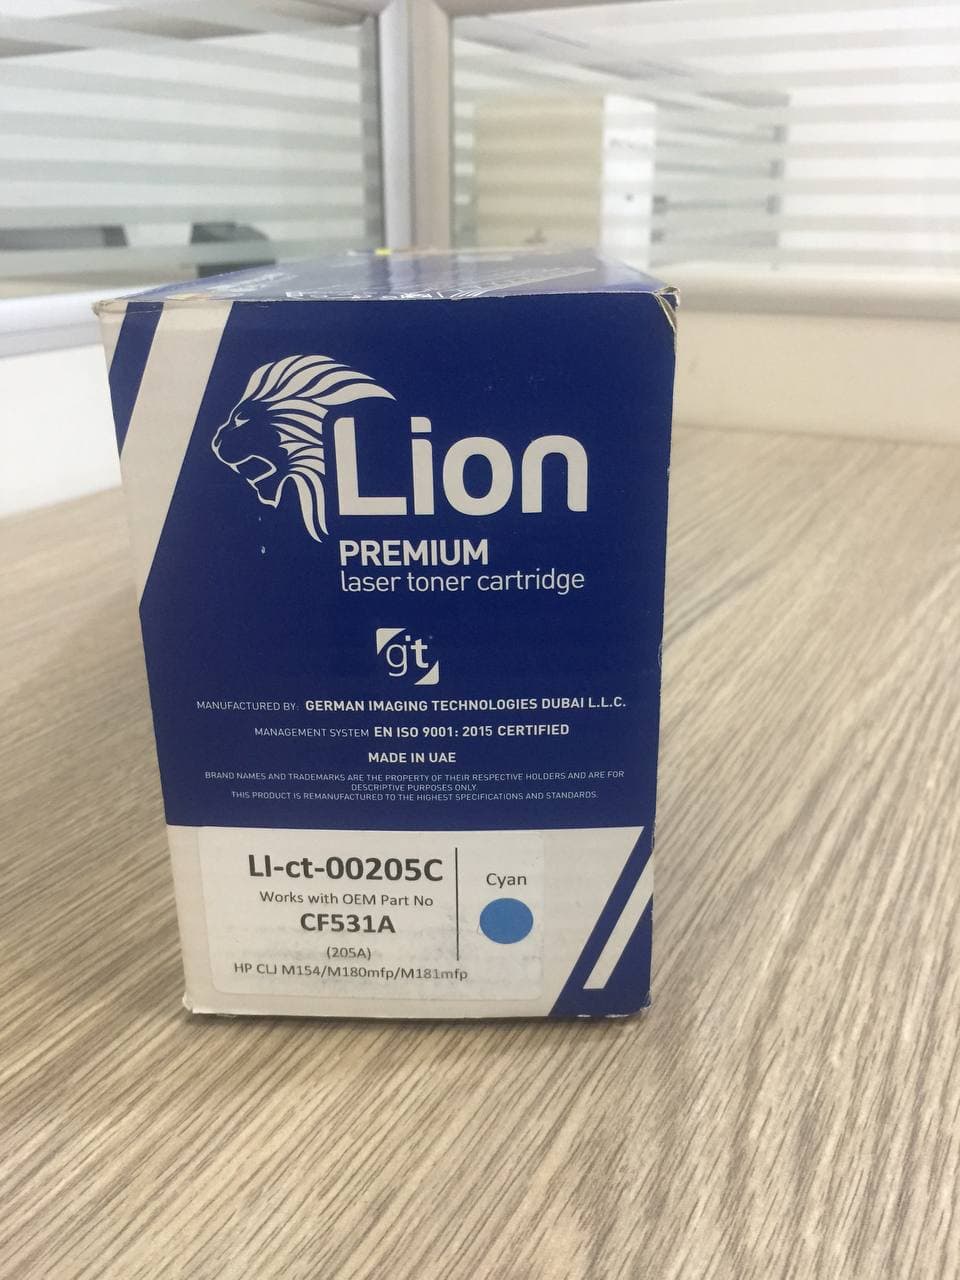 Lion
PREMIUM
laser toner cartridge
git
MANUFACTURED BY: GERMAN IMAGING TECHNOLOGIES DUBAI L.L.C.
MANAGEMENT SYSTEM EN ISO 9001: 2015 CERTIFIED
MADE IN UAE
BRAND NAMES AND TRADEMARKS ARE THE PROPERTY OF THEIR RESPECTIVE HOLDERS AND ARE FOR
DESCRIPTIVE PURPOSES ONLY.
THIS PRODUCT IS REMANUFACTURED TO THE HIGHEST SPECIFICATIONS AND STANDARDS.
LI-ct-00205C
Works with OEM Part No
CF531A
(205A)
HP CLJ M154/M180mfp/M181mfp
Cyan